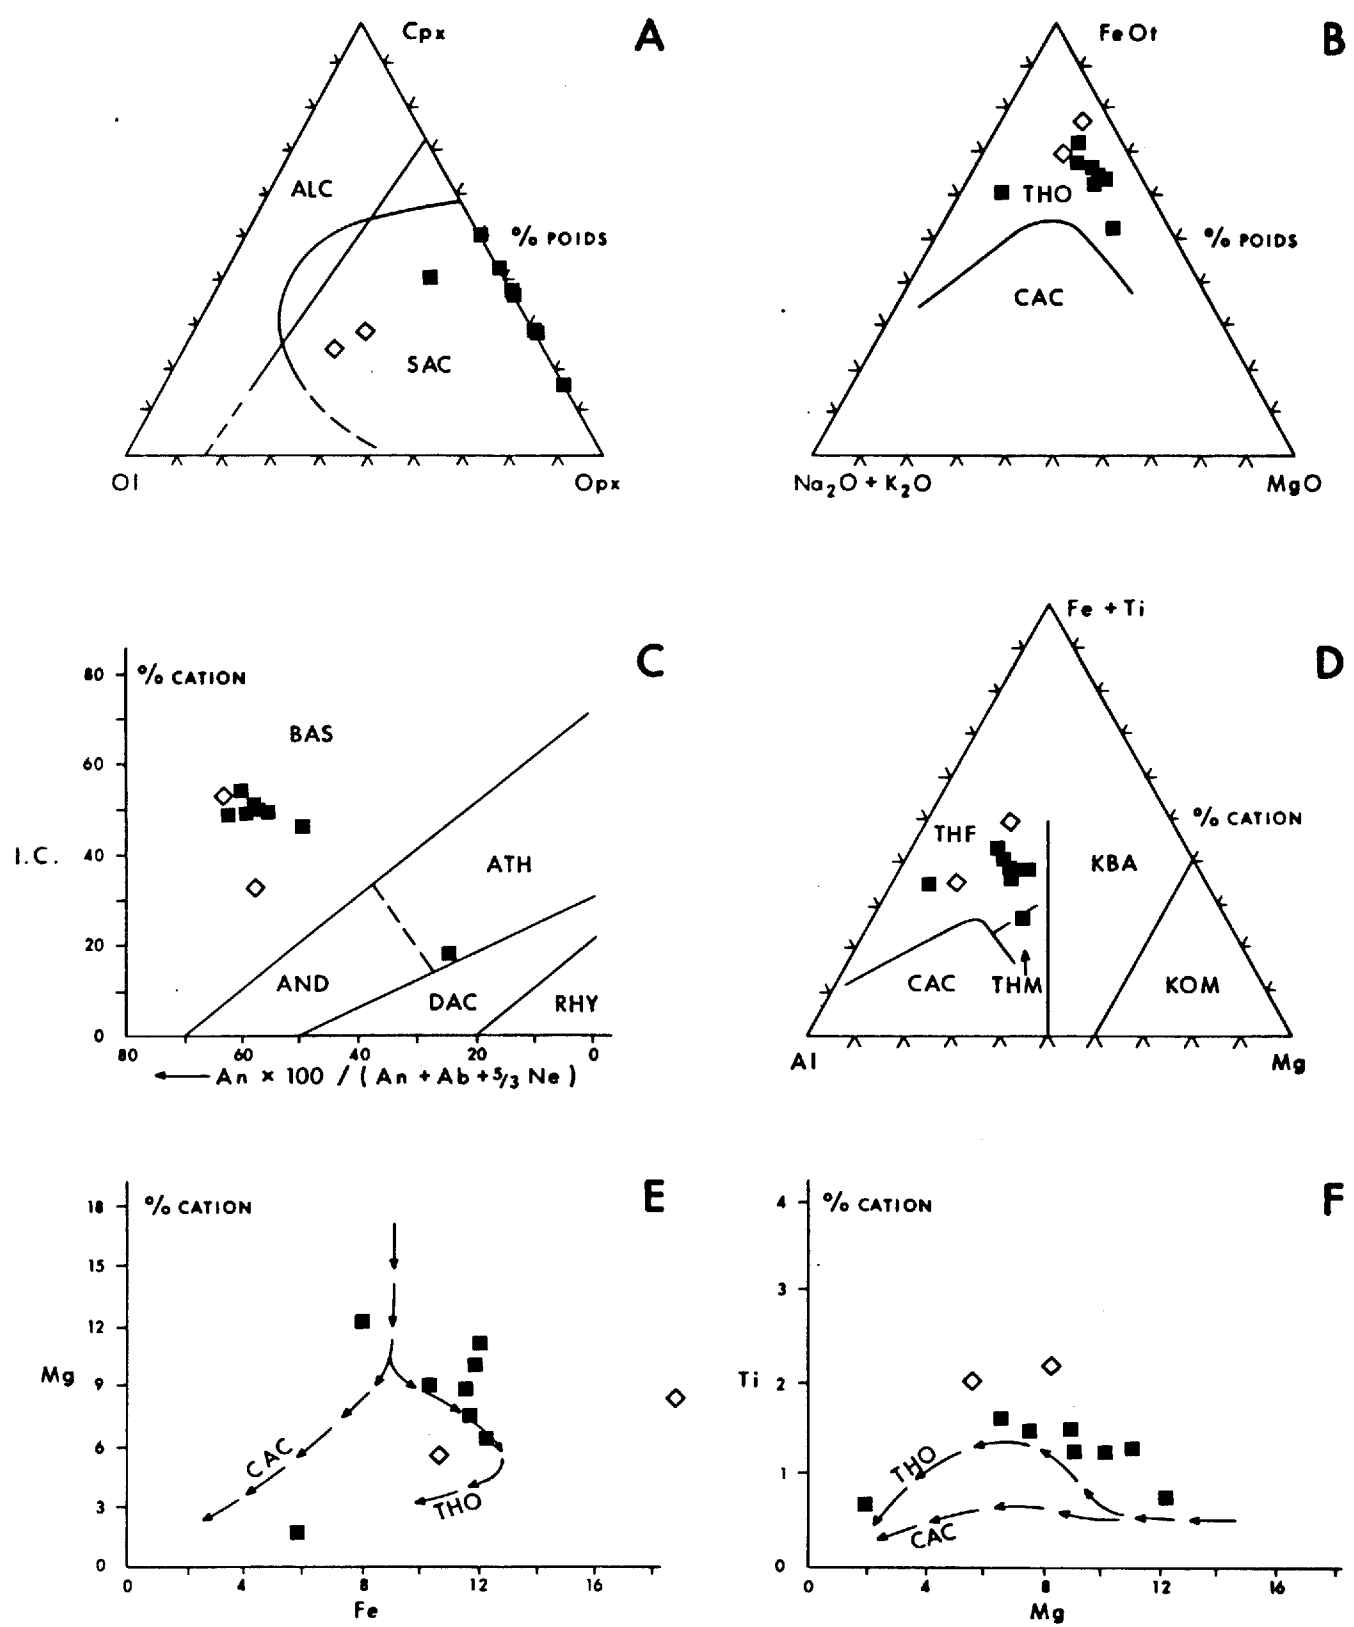 Cpx
A
ALC
% POIDS
SAC
Ol
Opx
FeOt
B
THO
% POIDS
CAC
Na2O + K2O
MgO
C
% CATION
80
60
40
20
0
I.C.
BAS
ATH
AND
DAC
RHY
80 60 40 20 0
← An × 100 / ( An + Ab + 5/3 Ne )
Fe + Ti
D
% CATION
THF
KBA
CAC
THM
KOM
Al
Mg
E
% CATION
18
15
12
9
6
3
0
Mg
CAC
THO
0 4 8 12 16
Fe
F
% CATION
4
3
2
1
0
Ti
THO
CAC
0 4 8 12 16
Mg